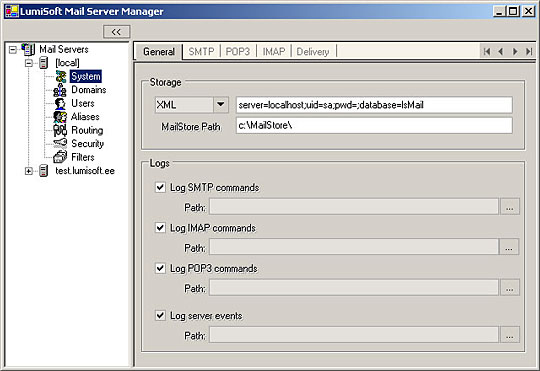 LumiSoft Mail Server Manager
<<
Mail Servers
[local]
System
Domains
Users
Aliases
Routing
Security
Filters
test.lumisoft.ee
General SMTP POP3 IMAP Delivery
Storage
XML server=localhost;uid=sa;pwd=;database=lsMail
MailStore Path c:\MailStore\
Logs
Log SMTP commands
Path: ...
Log IMAP commands
Path: ...
Log POP3 commands
Path: ...
Log server events
Path: ...